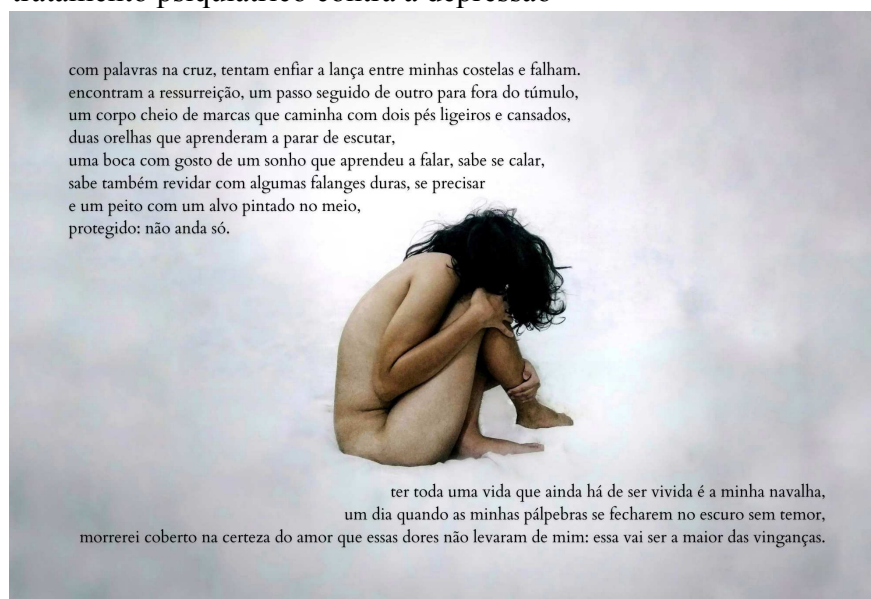 tratamento psiquiátrico contra a depressão
com palavras na cruz, tentam enfiar a lança entre minhas costelas e falham.
encontram a ressurreição, um passo seguido de outro para fora do túmulo,
um corpo cheio de marcas que caminha com dois pés ligeiros e cansados,
duas orelhas que aprenderam a parar de escutar,
uma boca com gosto de um sonho que aprendeu a falar, sabe se calar,
sabe também revidar com algumas falanges duras, se precisar
e um peito com um alvo pintado no meio,
protegido: não anda só.
ter toda uma vida que ainda há de ser vivida é a minha navalha,
um dia quando as minhas pálpebras se fecharem no escuro sem temor,
morrerei coberto na certeza do amor que essas dores não levaram de mim: essa vai ser a maior das vinganças.